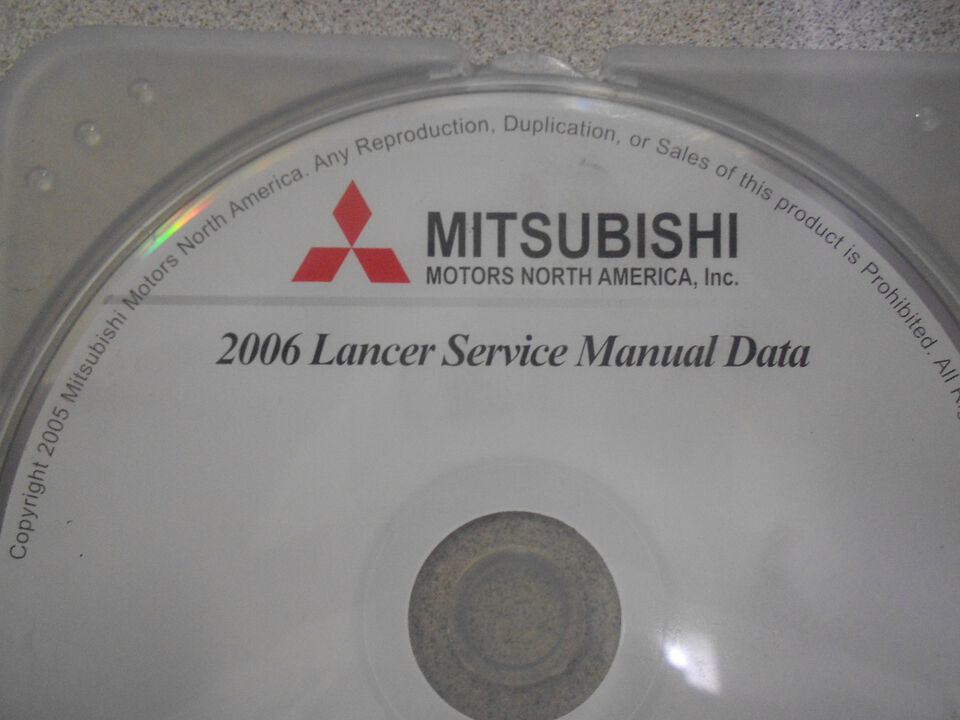 Copyright 2005 Mitsubishi Motors North America. Any Reproduction, Duplication, or Sales of this product is Prohibited. All
MITSUBISHI
MOTORS NORTH AMERICA, Inc.
2006 Lancer Service Manual Data